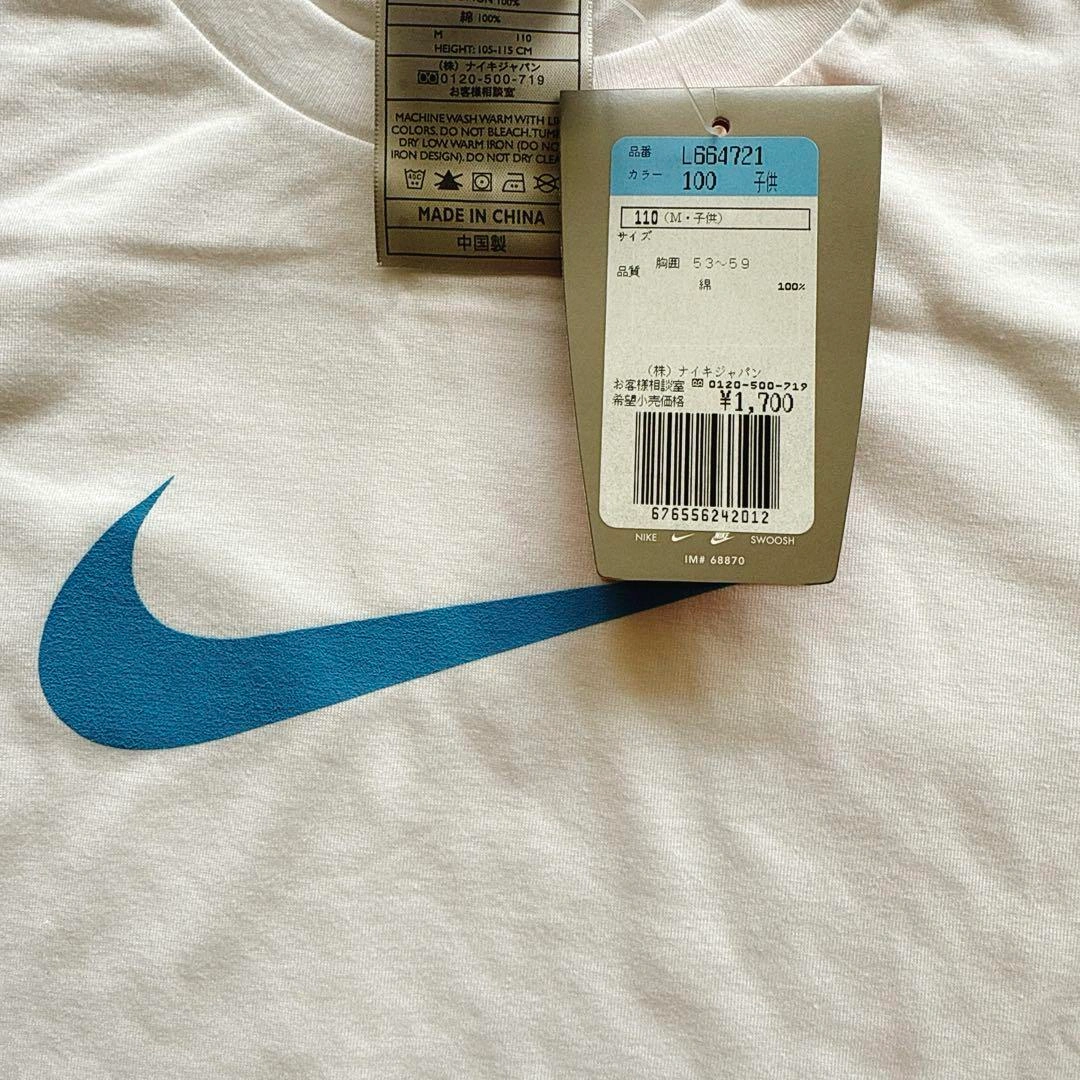 100%
綿 100%
M 110
HEIGHT: 105-115 CM
(株) ナイキジャパン
0120-500-719
お客様相談室
MACHINE WASH WARM WITH
COLORS. DO NOT BLEACH.
DRY LOW. WARM IRON (DO
IRON DESIGN). DO NOT DRY
40C
MADE IN CHINA
中国製
品番 L664721
カラー 100 子供
110 (M・子供)
サイズ
胸囲 53〜59
品質
綿 100%
(株) ナイキジャパン
お客様相談室 0120-500-719
希望小売価格 ¥1,700
676556242012
NIKE NIKE SWOOSH
IM# 68870